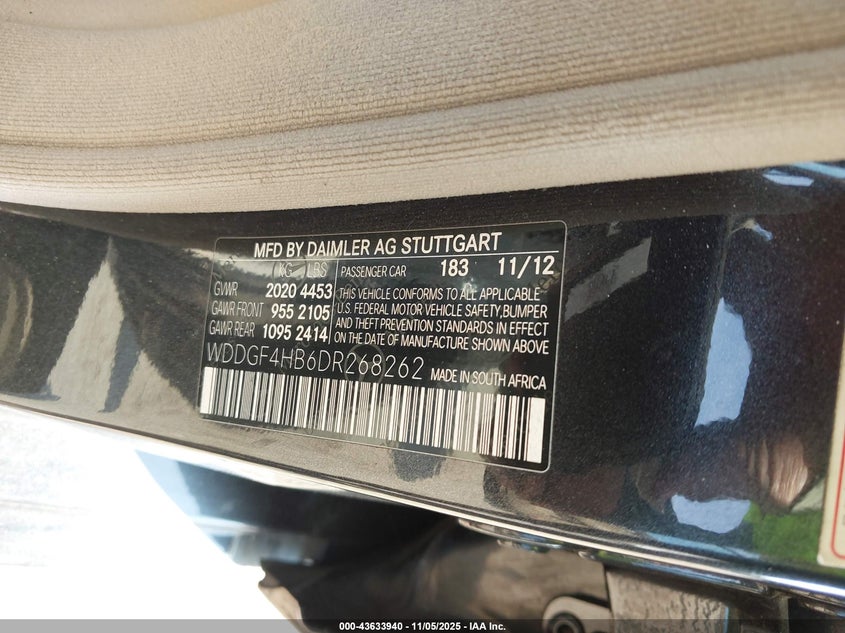 MFD BY DAIMLER AG STUTTGART
KG LBS PASSENGER CAR 183 11/12
GVWR 2020 4453 THIS VEHICLE CONFORMS TO ALL APPLICABLE
GAWR FRONT 955 2105 U.S. FEDERAL MOTOR VEHICLE SAFETY,BUMPER
GAWR REAR 1095 2414 AND THEFT PREVENTION STANDARDS IN EFFECT
ON THE DATE OF MANUFACTURE SHOWN ABOVE
WDDGF4HB6DR268262 MADE IN SOUTH AFRICA
000-43633940 - 11/05/2025 - IAA Inc.